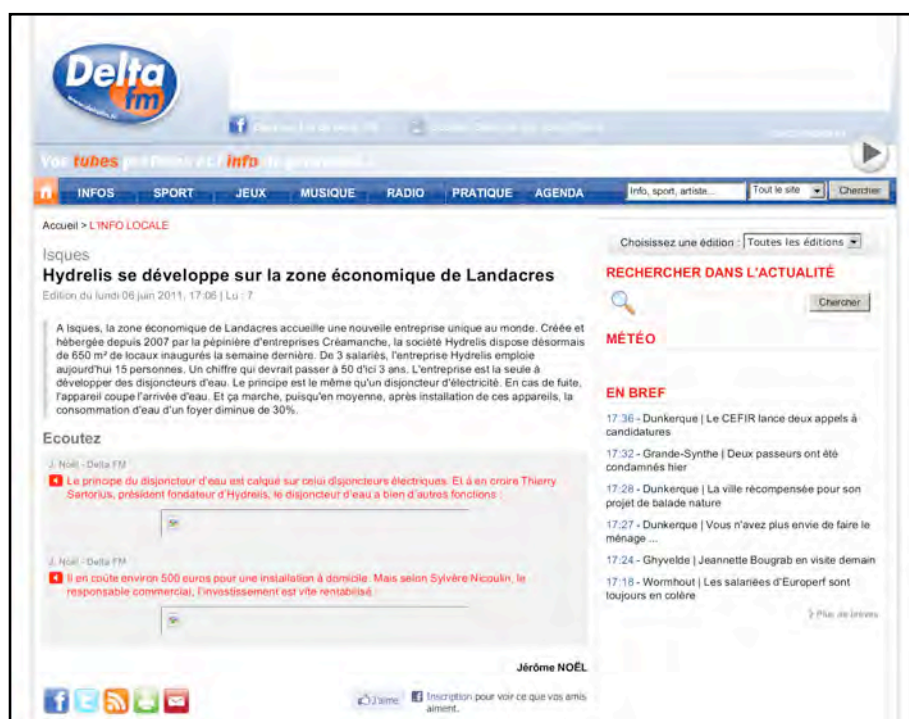 Delta
fm
Vos tubes
info
INFOS SPORT JEUX MUSIQUE RADIO PRATIQUE AGENDA
Info, sport, artiste... Tout le site Chercher
Accueil > L'INFO LOCALE
Isques
Hydrelis se développe sur la zone économique de Landacres
Edition du lundi 06 juin 2011, 17:06 | Lu : 7
A Isques, la zone économique de Landacres accueille une nouvelle entreprise unique au monde. Créée et
hébergée depuis 2007 par la pépinière d'entreprises Créamanche, la société Hydrelis dispose désormais
de 650 m² de locaux inaugurés la semaine dernière. De 3 salariés, l'entreprise Hydrelis emploie
aujourd'hui 15 personnes. Un chiffre qui devrait passer à 50 d'ici 3 ans. L'entreprise est la seule à
développer des disjoncteurs d'eau. Le principe est le même qu'un disjoncteur d'électricité. En cas de fuite,
l'appareil coupe l'arrivée d'eau. Et ça marche, puisqu'en moyenne, après installation de ces appareils, la
consommation d'eau d'un foyer diminue de 30%.
Ecoutez
J. Noël - Delta FM
Le principe du disjoncteur d'eau est calqué sur celui disjoncteurs électriques. Et à en croire Thierry
Sartorius, président fondateur d'Hydrelis, le disjoncteur d'eau a bien d'autres fonctions :
J. Noël - Delta FM
Il en coûte environ 500 euros pour une installation à domicile. Mais selon Sylvère Nicoulin, le
responsable commercial, l'investissement est vite rentabilisé :
Jérôme NOËL
J'aime Inscription pour voir ce que vos amis
aiment.
Choisissez une édition : Toutes les éditions
RECHERCHER DANS L'ACTUALITÉ
Chercher
MÉTÉO
EN BREF
17:36 - Dunkerque | Le CEFIR lance deux appels à
candidatures
17:32 - Grande-Synthe | Deux passeurs ont été
condamnés hier
17:28 - Dunkerque | La ville récompensée pour son
projet de balade nature
17:27 - Dunkerque | Vous n'avez plus envie de faire le
ménage ...
17:24 - Ghyvelde | Jeannette Bougrab en visite demain
17:18 - Wormhout | Les salariées d'Europerf sont
toujours en colère
Plus de brèves